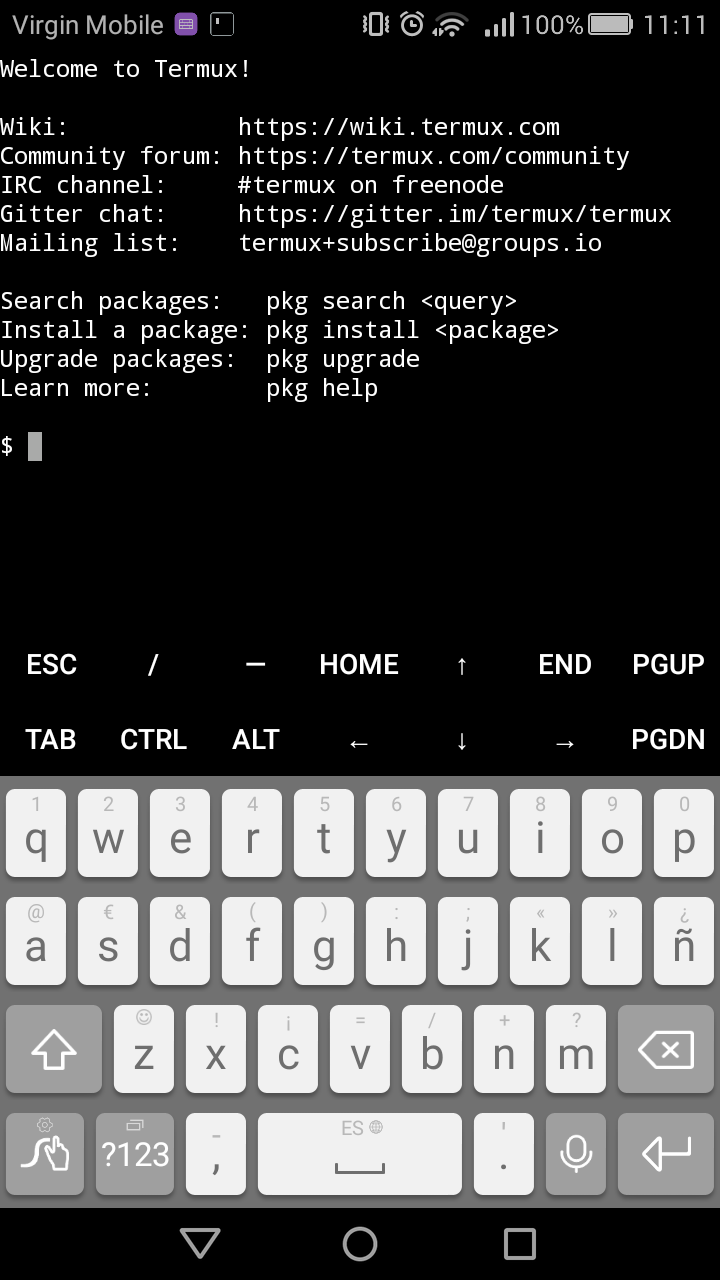 Virgin Mobile 100% 11:11
Welcome to Termux!
Wiki: https://wiki.termux.com
Community forum: https://termux.com/community
IRC channel: #termux on freenode
Gitter chat: https://gitter.im/termux/termux
Mailing list: termux+subscribe@groups.io
Search packages: pkg search <query>
Install a package: pkg install <package>
Upgrade packages: pkg upgrade
Learn more: pkg help
$
ESC / — HOME ↑ END PGUP
TAB CTRL ALT ← ↓ → PGDN
1 2 3 4 5 6 7 8 9 0
q w e r t y u i o p
@ € & ( ) : ; « » ¿
a s d f g h j k l ñ
! ¡ = / + ?
z x c v b n m
- ES '
?123 , .